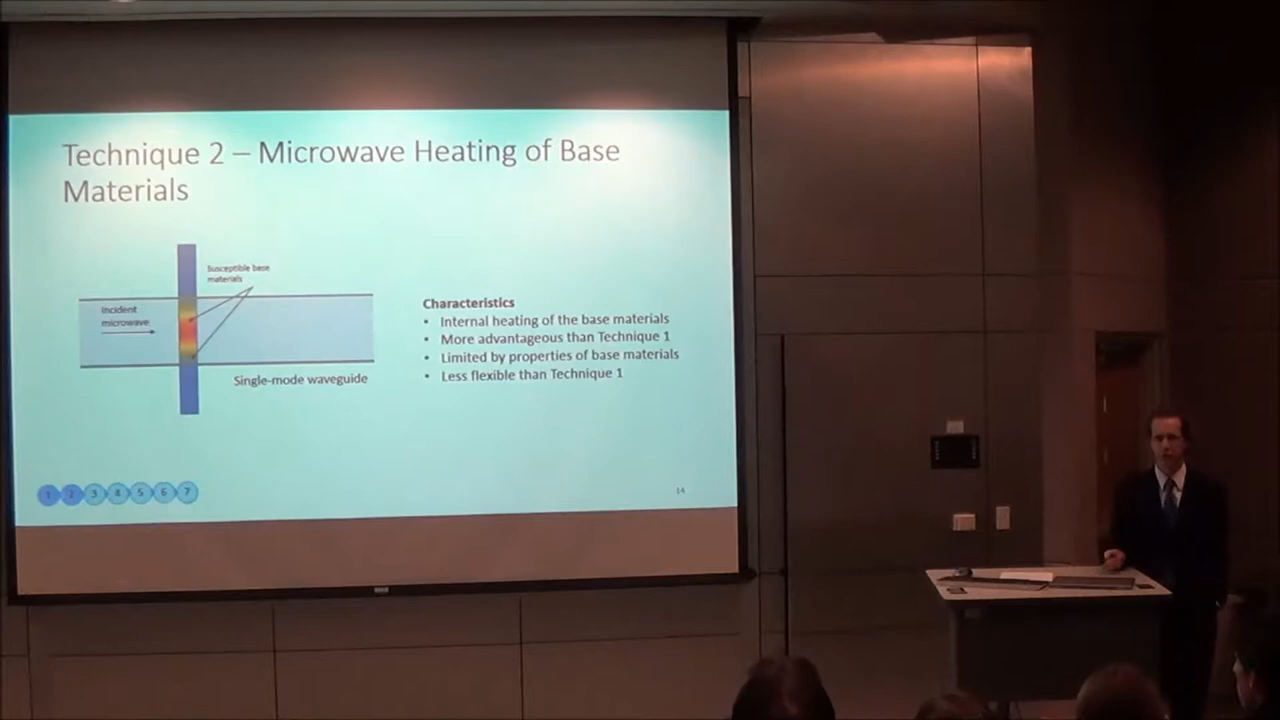 Technique 2 – Microwave Heating of Base
Materials
Susceptible base
materials
Incident
microwave
Single-mode waveguide
Characteristics
• Internal heating of the base materials
• More advantageous than Technique 1
• Limited by properties of base materials
• Less flexible than Technique 1
1 2 3 4 5 6 7
14